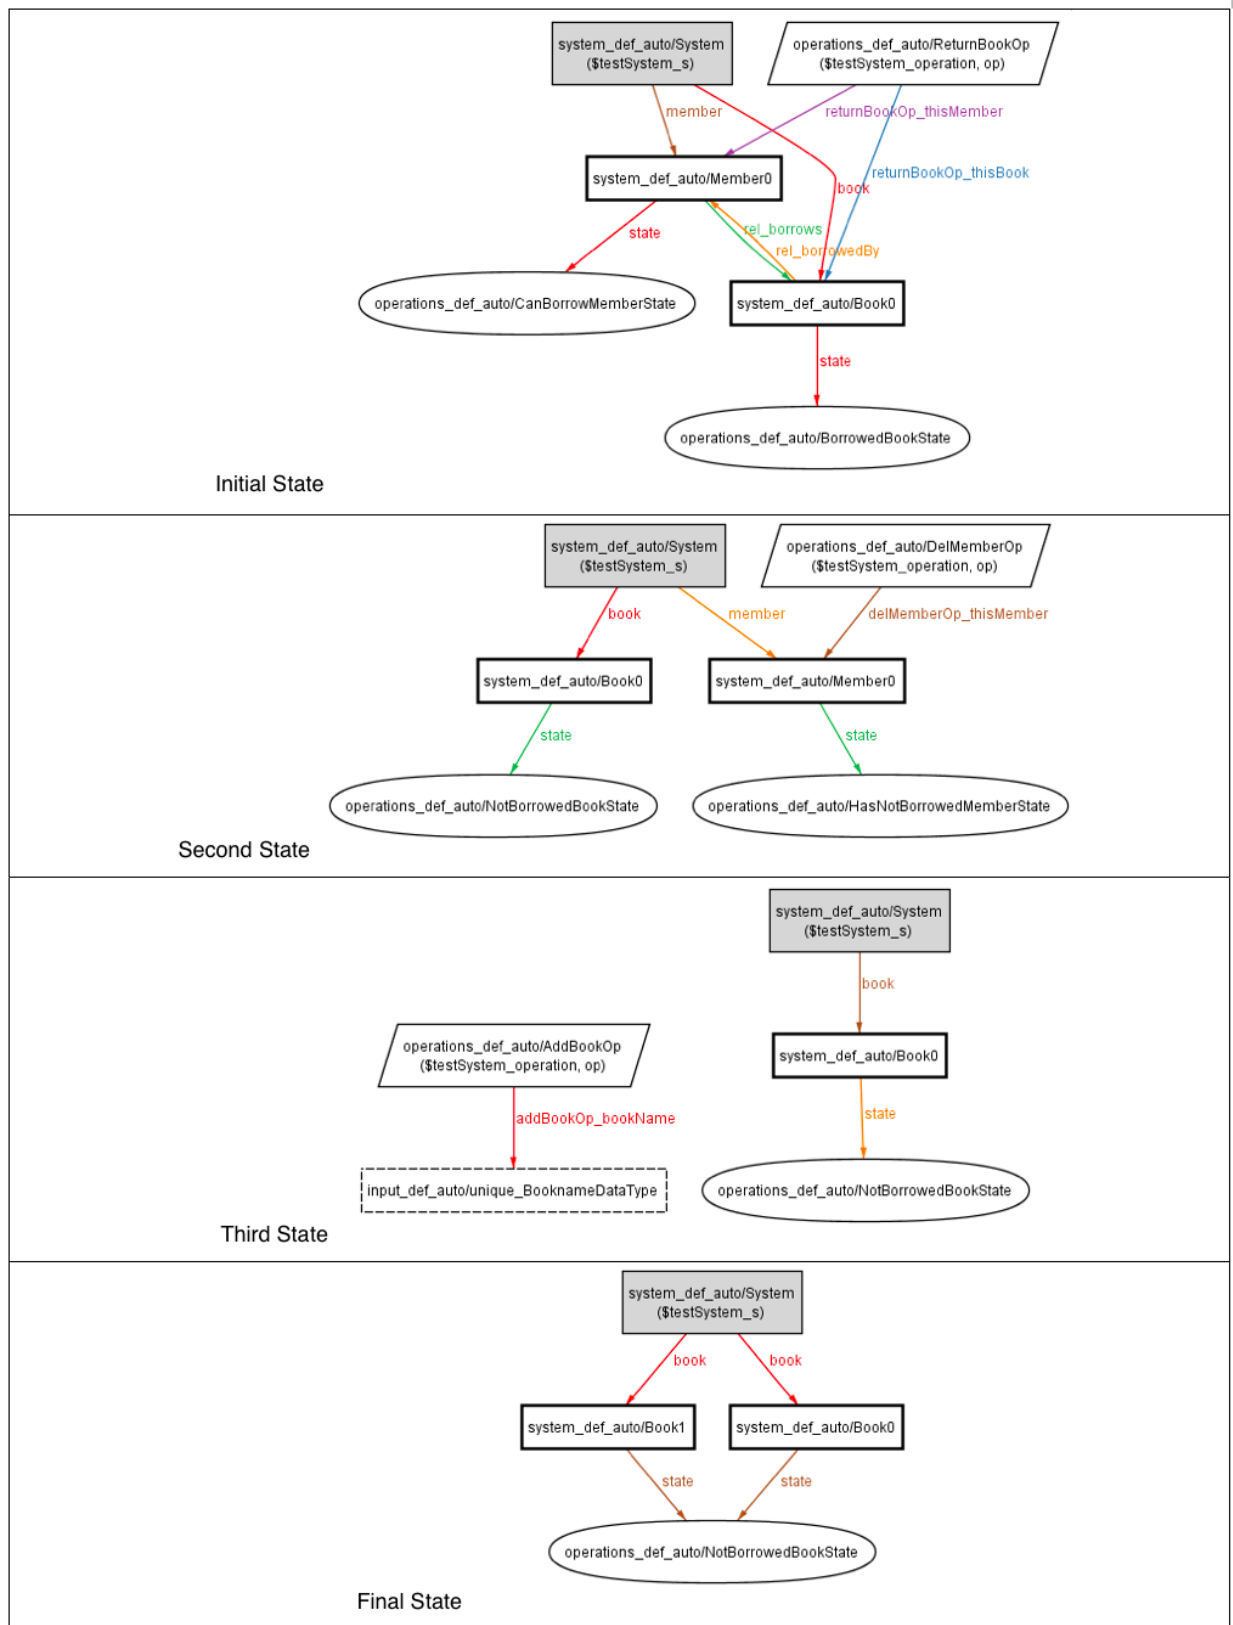 system_def_auto/System
($testSystem_s)
operations_def_auto/ReturnBookOp
($testSystem_operation, op)
member
returnBookOp_thisMember
system_def_auto/Member0
returnBookOp_thisBook
book
state
rel_borrows
rel_borrowedBy
operations_def_auto/CanBorrowMemberState
system_def_auto/Book0
state
operations_def_auto/BorrowedBookState
Initial State
system_def_auto/System
($testSystem_s)
operations_def_auto/DelMemberOp
($testSystem_operation, op)
book
member
delMemberOp_thisMember
system_def_auto/Book0
system_def_auto/Member0
state
state
operations_def_auto/NotBorrowedBookState
operations_def_auto/HasNotBorrowedMemberState
Second State
system_def_auto/System
($testSystem_s)
book
operations_def_auto/AddBookOp
($testSystem_operation, op)
system_def_auto/Book0
addBookOp_bookName
state
input_def_auto/unique_BooknameDataType
operations_def_auto/NotBorrowedBookState
Third State
system_def_auto/System
($testSystem_s)
book
book
system_def_auto/Book1
system_def_auto/Book0
state
state
operations_def_auto/NotBorrowedBookState
Final State